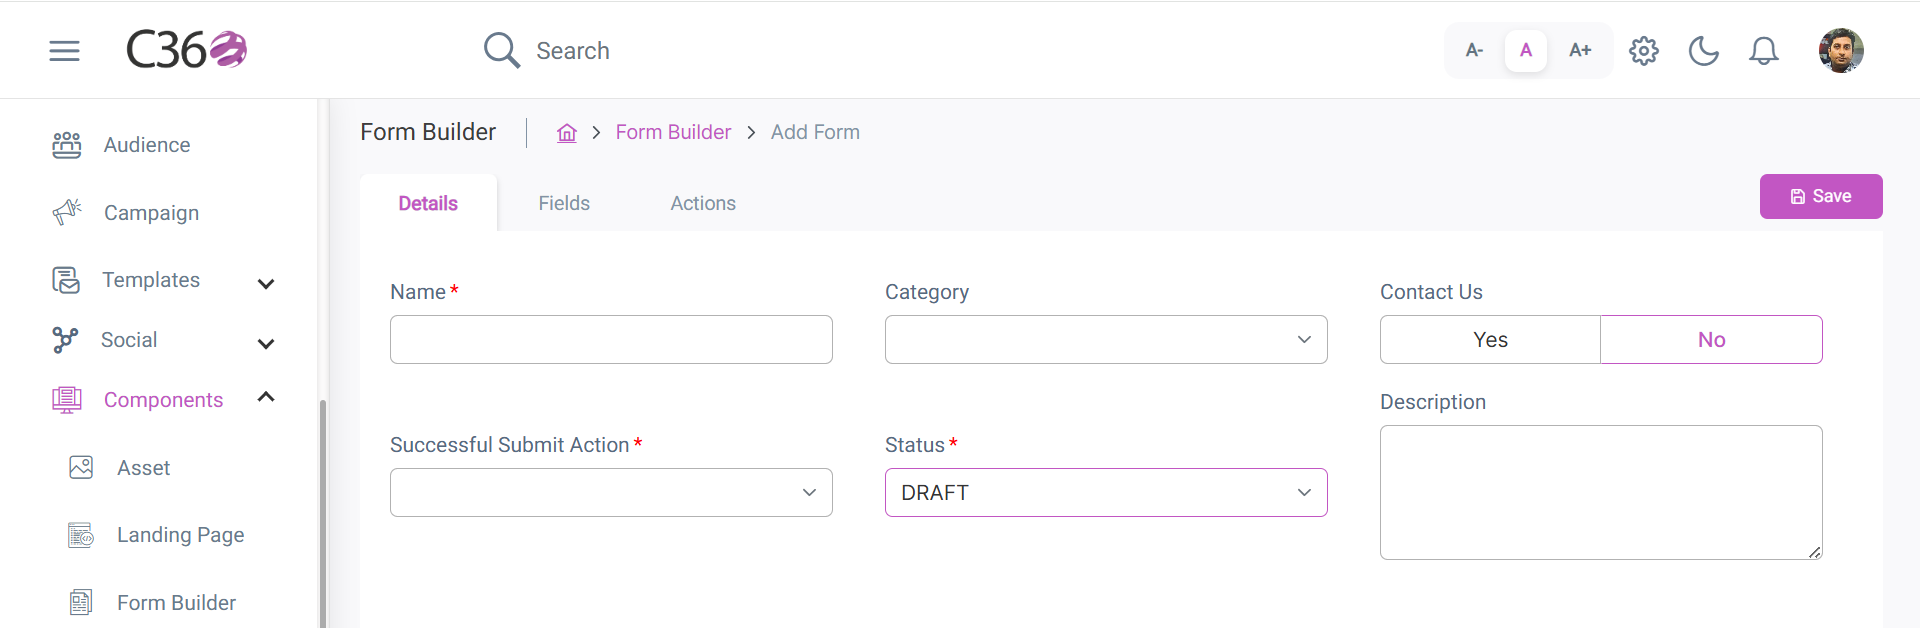 C360
Search
A- A A+
Audience
Campaign
Templates
Social
Components
Asset
Landing Page
Form Builder
Form Builder Form Builder > Add Form
Details Fields Actions Save
Name * Category Contact Us
Yes No
Description
Successful Submit Action * Status *
DRAFT